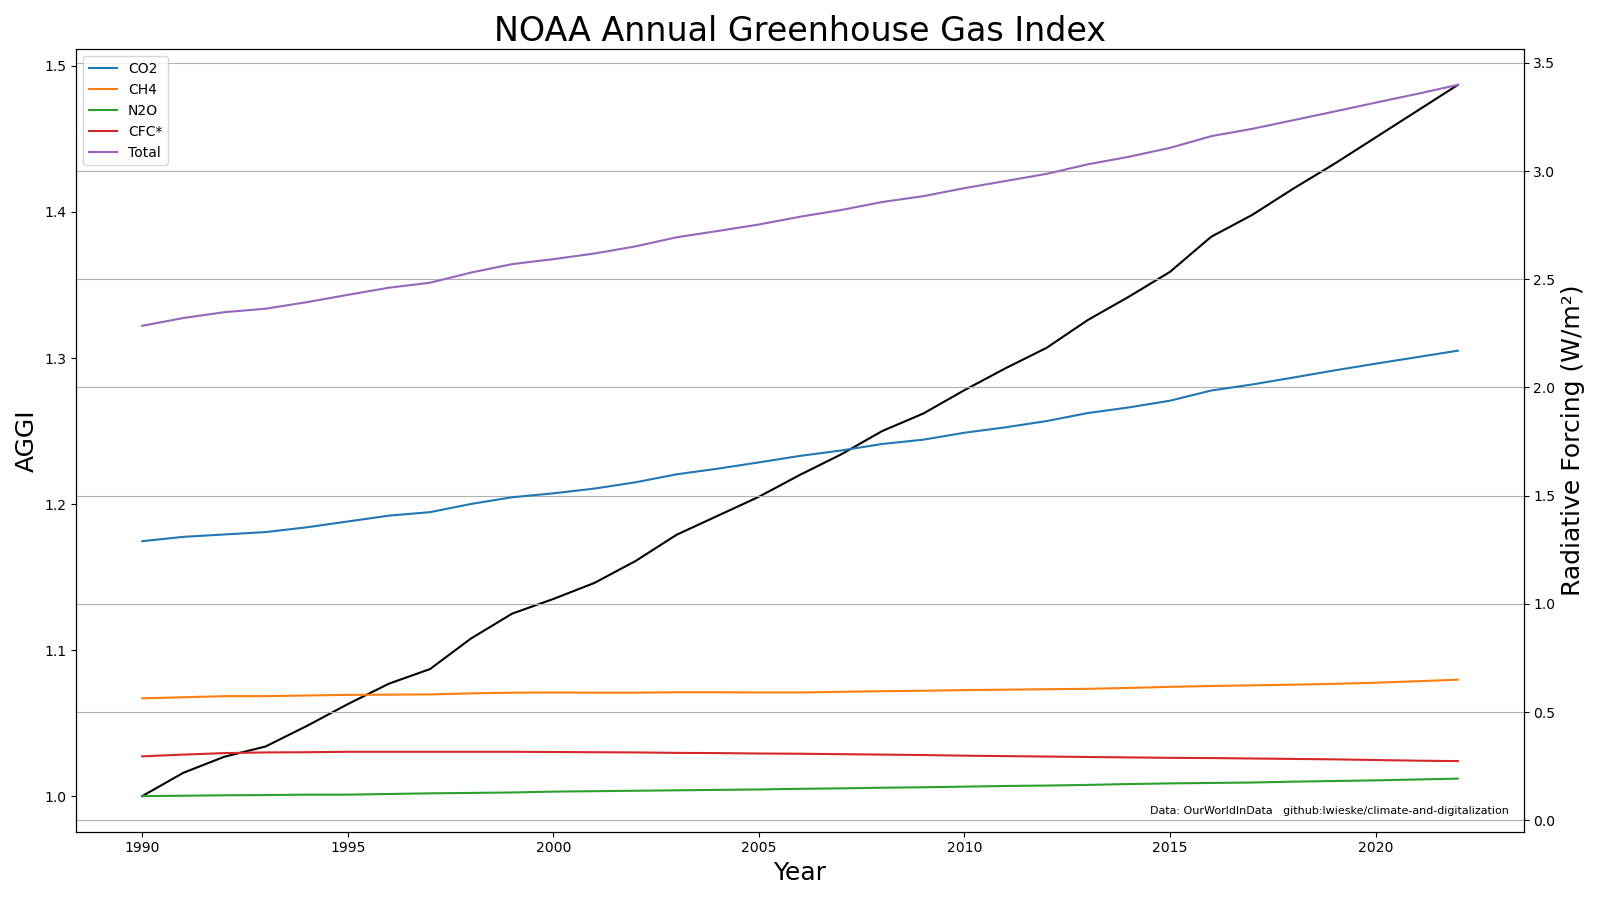 NOAA Annual Greenhouse Gas Index
CO2
CH4
N2O
CFC*
Total
1.5
1.4
1.3
1.2
1.1
1.0
AGGI
3.5
3.0
2.5
2.0
1.5
1.0
0.5
0.0
Radiative Forcing (W/m²)
Data: OurWorldInData   github:lwieske/climate-and-digitalization
1990
1995
2000
2005
2010
2015
2020
Year